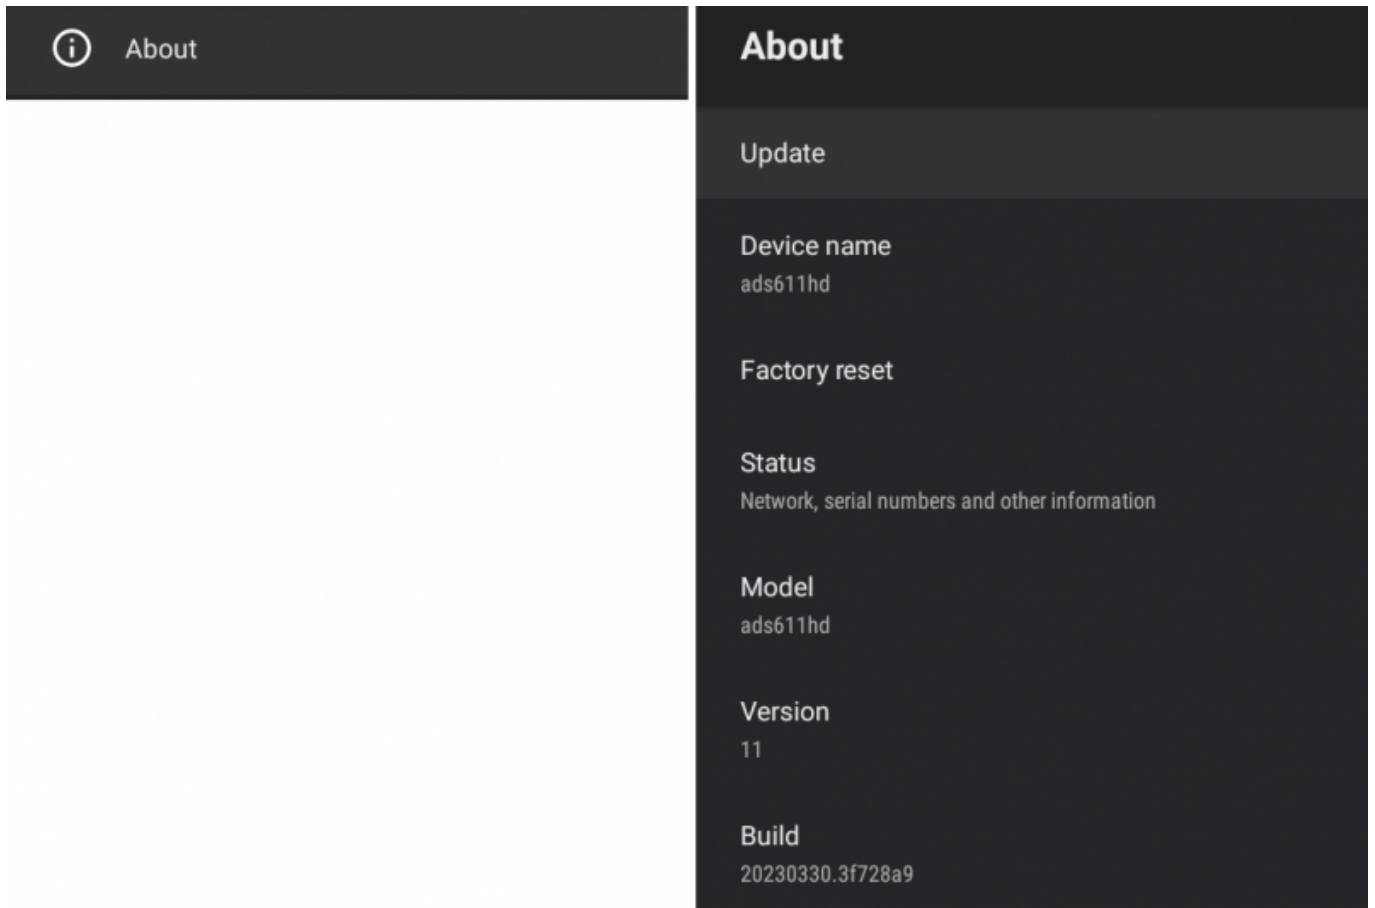 About
About
Update
Device name
ads611hd
Factory reset
Status
Network, serial numbers and other information
Model
ads611hd
Version
11
Build
20230330.3f728a9